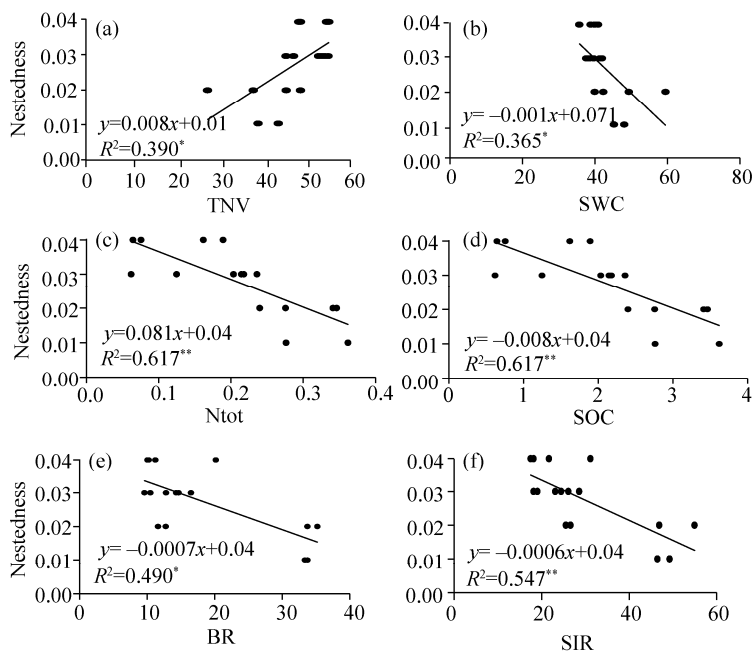 (a)
Nestedness
0.04
0.03
0.02
0.01
0.00
y=0.008x+0.01
R²=0.390*
0 10 20 30 40 50 60
TNV
(b)
0.04
0.03
0.02
0.01
0.00
y= –0.001x+0.071
R²=0.365*
0 20 40 60 80
SWC
(c)
Nestedness
0.04
0.03
0.02
0.01
0.00
y=0.081x+0.04
R²=0.617**
0.0 0.1 0.2 0.3 0.4
Ntot
(d)
0.04
0.03
0.02
0.01
0.00
y= –0.008x+0.04
R²=0.617**
0 1 2 3 4
SOC
(e)
Nestedness
0.04
0.03
0.02
0.01
0.00
y= –0.0007x+0.04
R²=0.490*
0 10 20 30 40
BR
(f)
0.04
0.03
0.02
0.01
0.00
y= –0.0006x+0.04
R²=0.547**
0 20 40 60
SIR